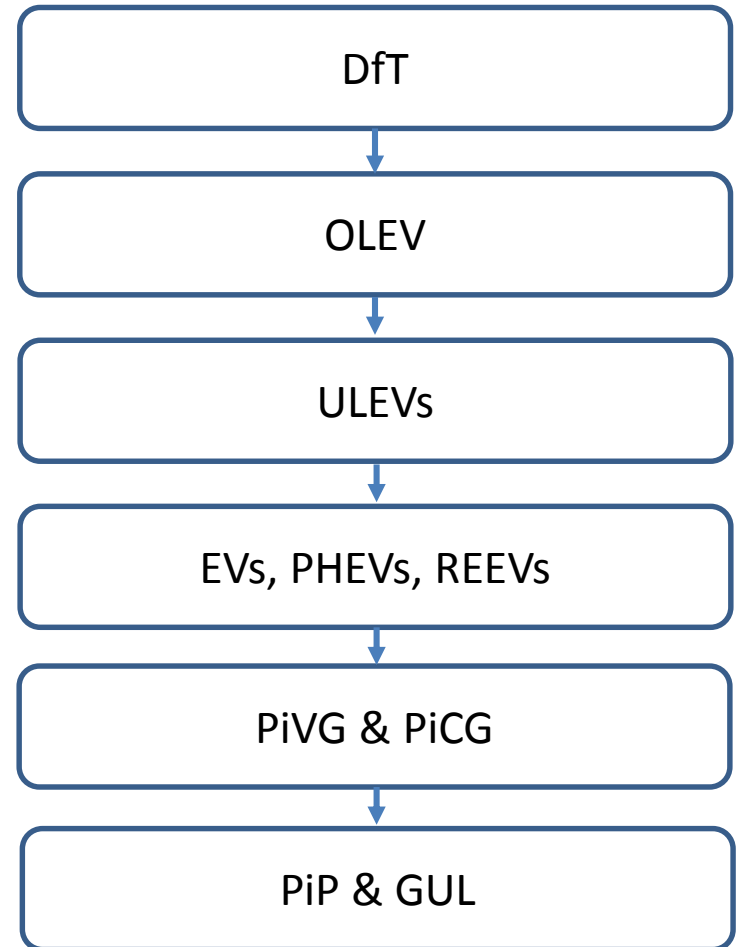 DfT
OLEV
ULEVs
EVs, PHEVs, REEVs
PiVG & PiCG
PiP & GUL